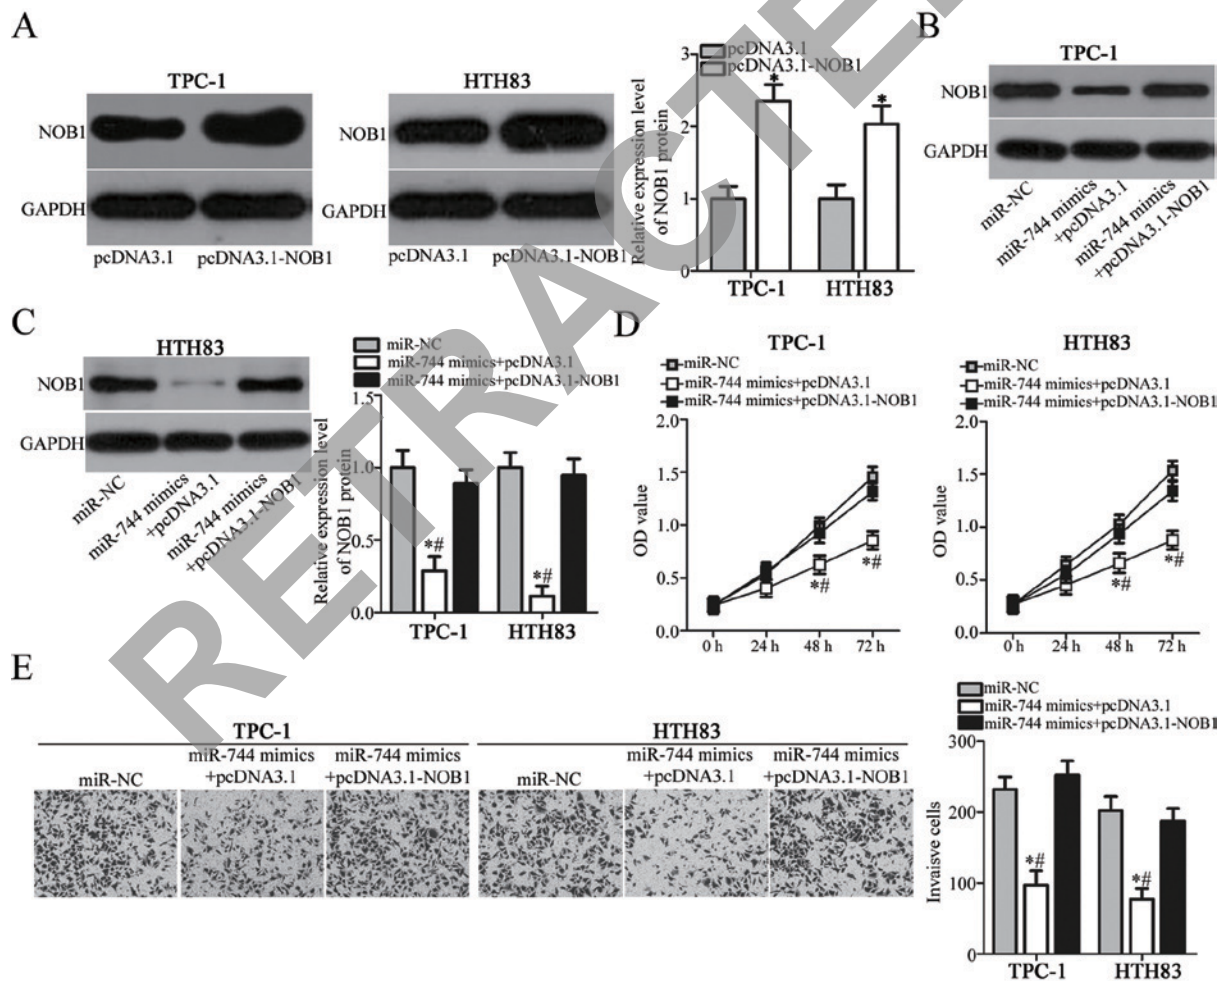 A
TPC-1
NOB1
GAPDH
pcDNA3.1 pcDNA3.1-NOB1
HTH83
NOB1
GAPDH
pcDNA3.1 pcDNA3.1-NOB1
pcDNA3.1
pcDNA3.1-NOB1
Relative expression level
of NOB1 protein
3
2
1
0
* *
TPC-1 HTH83
B
TPC-1
NOB1
GAPDH
miR-NC
miR-744 mimics
+pcDNA3.1
miR-744 mimics
+pcDNA3.1-NOB1
C
HTH83
NOB1
GAPDH
miR-NC
miR-744 mimics
+pcDNA3.1
miR-744 mimics
+pcDNA3.1-NOB1
miR-NC
miR-744 mimics+pcDNA3.1
miR-744 mimics+pcDNA3.1-NOB1
Relative expression level
of NOB1 protein
1.5
1.0
0.5
0.0
*# *#
TPC-1 HTH83
D
TPC-1
miR-NC
miR-744 mimics+pcDNA3.1
miR-744 mimics+pcDNA3.1-NOB1
OD value
2.0
1.5
1.0
0.5
0.0
*# *#
0 h 24 h 48 h 72 h
HTH83
miR-NC
miR-744 mimics+pcDNA3.1
miR-744 mimics+pcDNA3.1-NOB1
OD value
2.0
1.5
1.0
0.5
0.0
*# *#
0 h 24 h 48 h 72 h
E
TPC-1
miR-NC
miR-744 mimics
+pcDNA3.1
miR-744 mimics
+pcDNA3.1-NOB1
HTH83
miR-NC
miR-744 mimics
+pcDNA3.1
miR-744 mimics
+pcDNA3.1-NOB1
miR-NC
miR-744 mimics+pcDNA3.1
miR-744 mimics+pcDNA3.1-NOB1
Invaisve cells
300
200
100
0
*# *#
TPC-1 HTH83
RETRACTE